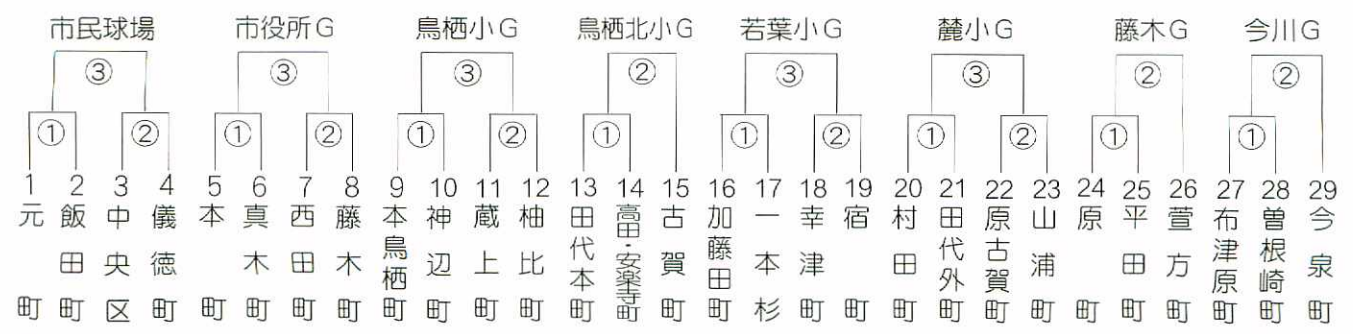 市民球場 市役所G 鳥栖小G 鳥栖北小G 若葉小G 麓小G 藤木G 今川G
③ ③ ③ ② ③ ③ ② ②
① ② ① ② ① ② ① ① ② ① ② ① ①
1 2 3 4 5 6 7 8 9 10 11 12 13 14 15 16 17 18 19 20 21 22 23 24 25 26 27 28 29
元町
飯田町
中央区
儀徳町
本町
真木町
西田町
藤木町
本鳥栖町
神辺町
蔵上町
柚比町
田代本町
高田・安楽寺町
古賀町
加藤田町
一本杉
幸津町
宿町
村田町
田代外町
原古賀町
山浦町
原町
平田町
萱方町
布津原町
曽根崎町
今泉町